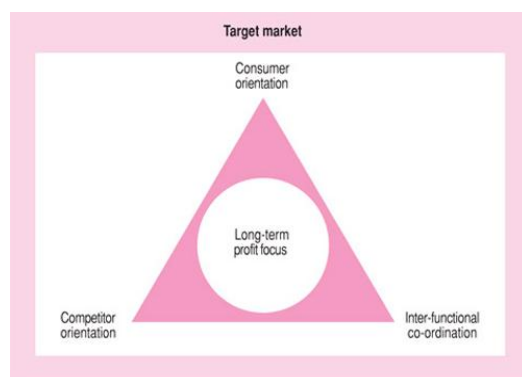 Target market
Consumer
orientation
Long-term
profit focus
Competitor
orientation
Inter-functional
co-ordination